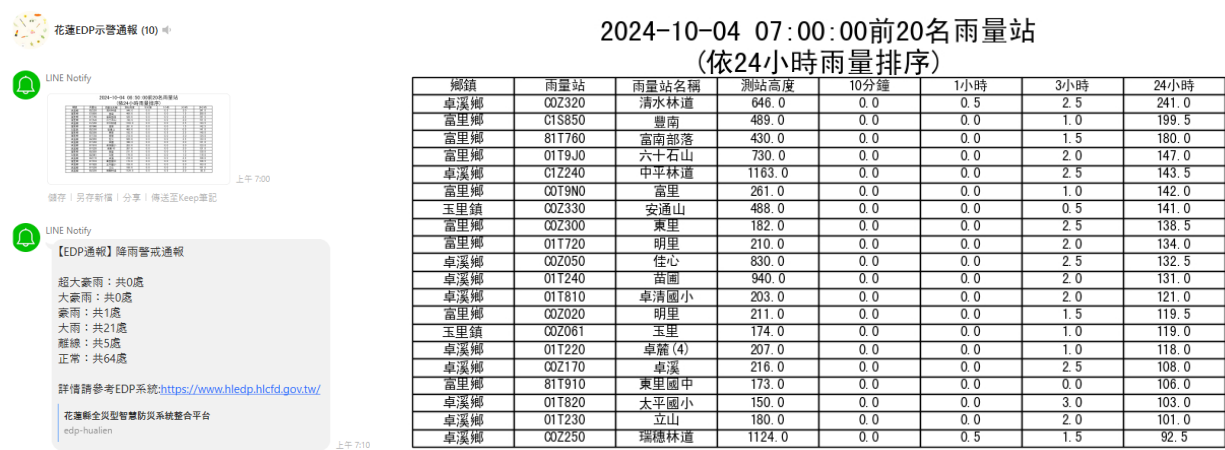 花蓮EDP示警通報 (10)
LINE Notify
上午 7:00
儲存 | 另存新檔 | 分享 | 傳送至Keep筆記
LINE Notify
【EDP通報】降雨警戒通報
超大豪雨：共0處
大豪雨：共0處
豪雨：共1處
大雨：共21處
離線：共5處
正常：共64處
詳情請參考EDP系統:https://www.hledp.hlcfd.gov.tw/
花蓮縣全災型智慧防災系統整合平台
edp-hualien
上午 7:10
2024-10-04 07:00:00前20名雨量站
(依24小時雨量排序)
鄉鎮 雨量站 雨量站名稱 測站高度 10分鐘 1小時 3小時 24小時
卓溪鄉 C0Z320 清水林道 646.0 0.0 0.5 2.5 241.0
富里鄉 C1S850 豐南 489.0 0.0 0.0 1.0 199.5
富里鄉 81T760 富南部落 430.0 0.0 0.0 1.5 180.0
富里鄉 01T9J0 六十石山 730.0 0.0 0.0 2.0 147.0
卓溪鄉 C1Z240 中平林道 1163.0 0.0 0.0 2.5 143.5
富里鄉 C0T9N0 富里 261.0 0.0 0.0 1.0 142.0
玉里鎮 C0Z330 安通山 488.0 0.0 0.0 0.5 141.0
富里鄉 C0Z300 東里 182.0 0.0 0.0 2.5 138.5
富里鄉 01T720 明里 210.0 0.0 0.0 2.0 134.0
卓溪鄉 C0Z050 佳心 830.0 0.0 0.0 2.5 132.5
卓溪鄉 01T240 苗圃 940.0 0.0 0.0 2.0 131.0
卓溪鄉 01T810 卓清國小 203.0 0.0 0.0 2.0 121.0
富里鄉 C0Z020 明里 211.0 0.0 0.0 1.5 119.5
玉里鎮 C0Z061 玉里 174.0 0.0 0.0 1.0 119.0
卓溪鄉 01T220 卓麓(4) 207.0 0.0 0.0 1.0 118.0
卓溪鄉 C0Z170 卓溪 216.0 0.0 0.0 2.5 108.0
富里鄉 81T910 東里國中 173.0 0.0 0.0 0.0 106.0
卓溪鄉 01T820 太平國小 150.0 0.0 0.0 3.0 103.0
卓溪鄉 01T230 立山 180.0 0.0 0.0 2.0 101.0
卓溪鄉 C0Z250 瑞穗林道 1124.0 0.0 0.5 1.5 92.5